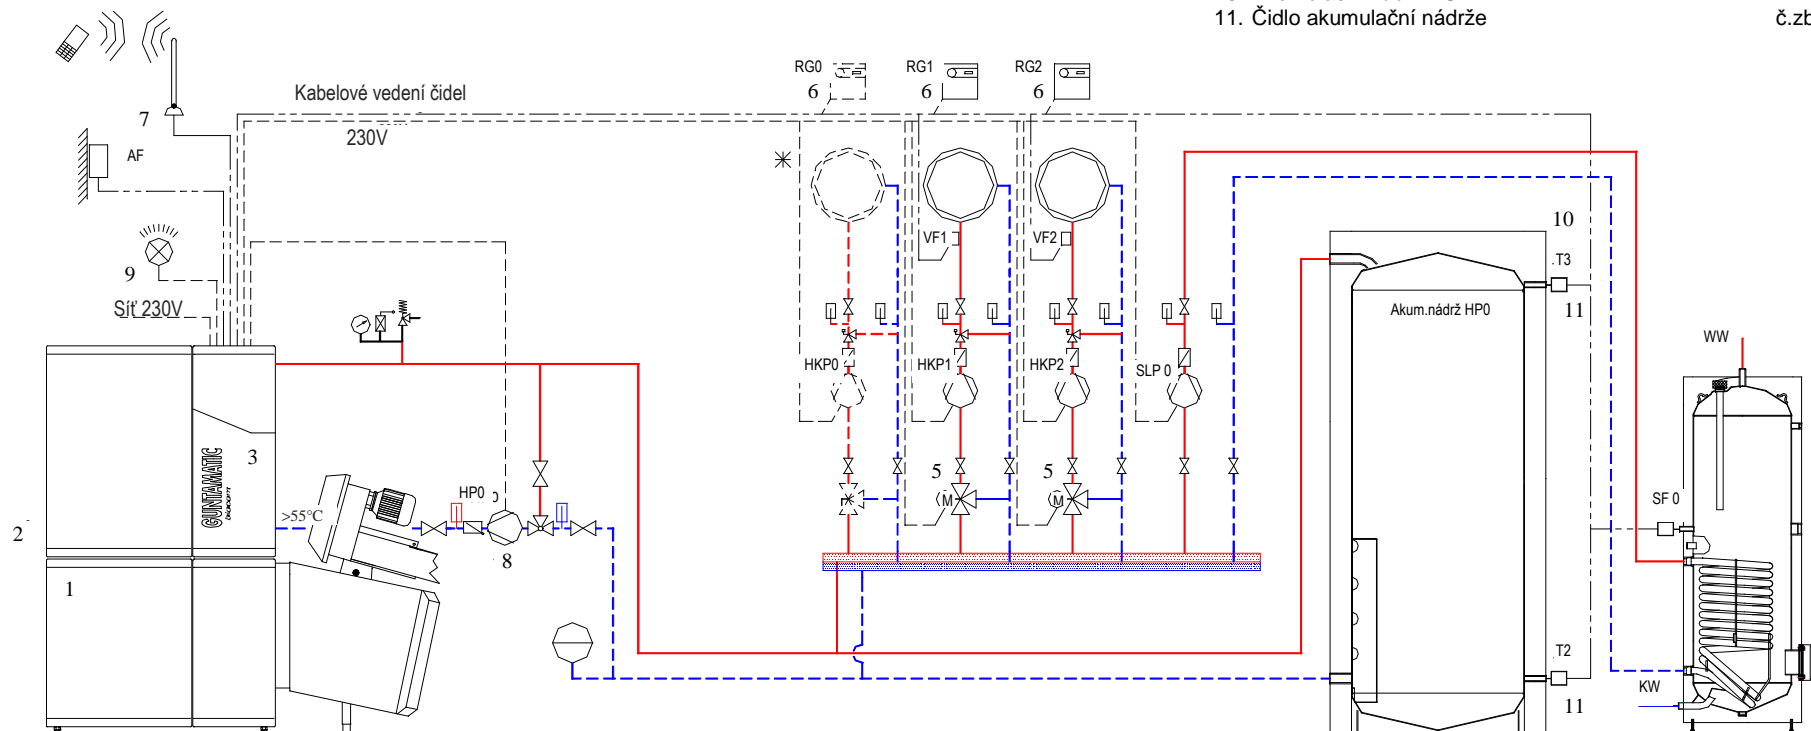 11. Čidlo akumulační nádrže
č.zb
RG0
RG1
RG2
6
6
6
Kabelové vedení čidel
7
230V
AF
10
VF1
VF2
.T3
9
Síť 230V
Akum.nádrž HP0
11
WW
HKP0
HKP1
HKP2
SLP 0
3
GUNTAMATIC
5
5
HP0
M
M
SF 0
>55°C
2
8
1
.T2
KW
11